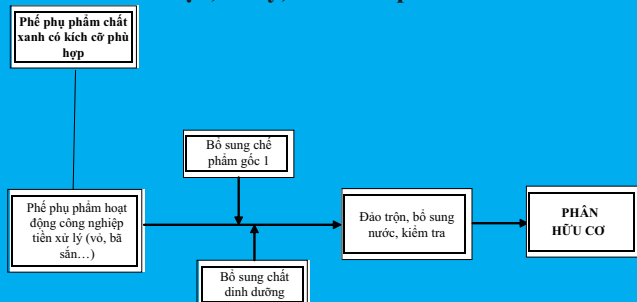 Phế phụ phẩm chất
xanh có kích cỡ phù
hợp
Bổ sung chế
phẩm gốc 1
Phế phụ phẩm hoạt
động công nghiệp
tiền xử lý (vỏ, bã
sắn…)
Đảo trộn, bổ sung
nước, kiểm tra
PHÂN
HỮU CƠ
Bổ sung chất
dinh dưỡng